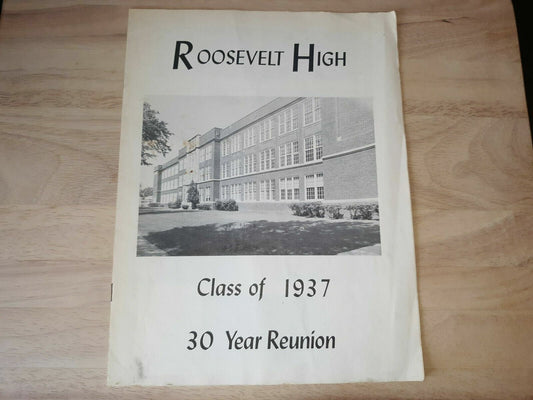 ROOSEVELT HIGH
Class of 1937
30 Year Reunion